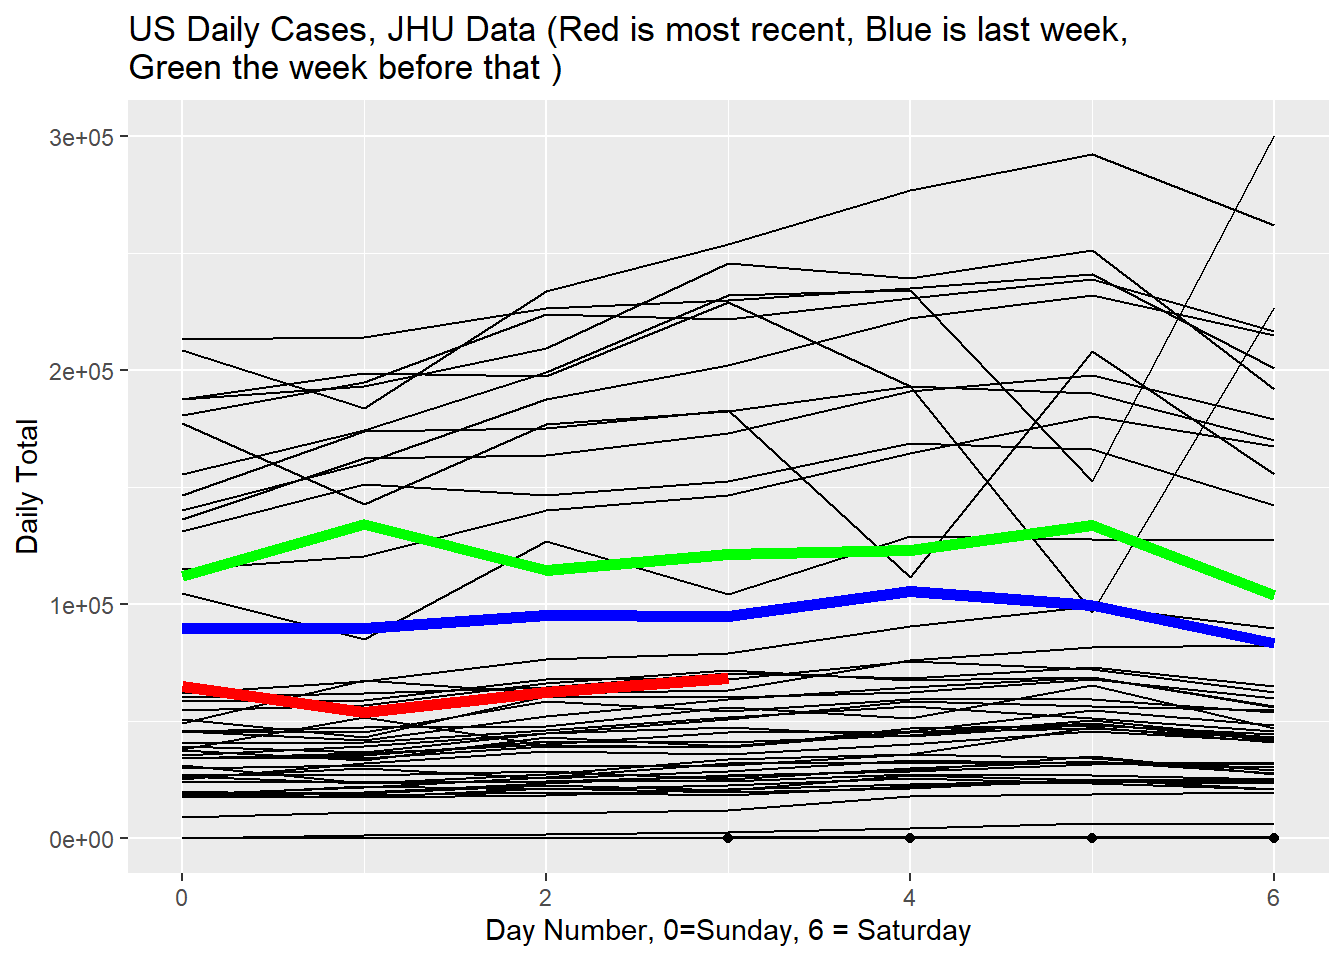 US Daily Cases, JHU Data (Red is most recent, Blue is last week,
Green the week before that )
3e+05
2e+05
1e+05
0e+00
Daily Total
0 2 4 6
Day Number, 0=Sunday, 6 = Saturday